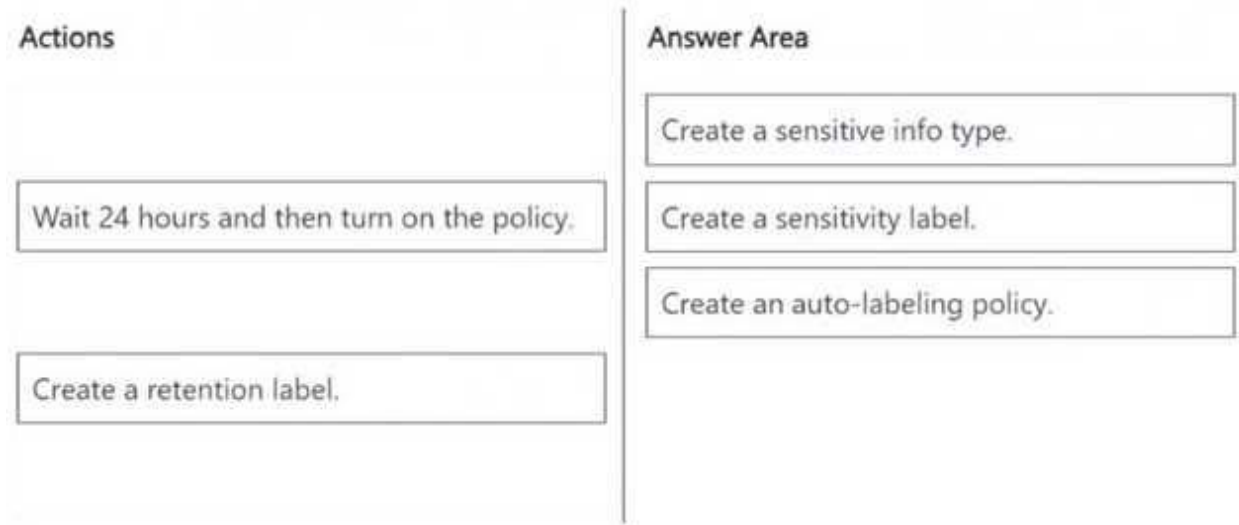 Actions
Wait 24 hours and then turn on the policy.
Create a retention label.
Answer Area
Create a sensitive info type.
Create a sensitivity label.
Create an auto-labeling policy.